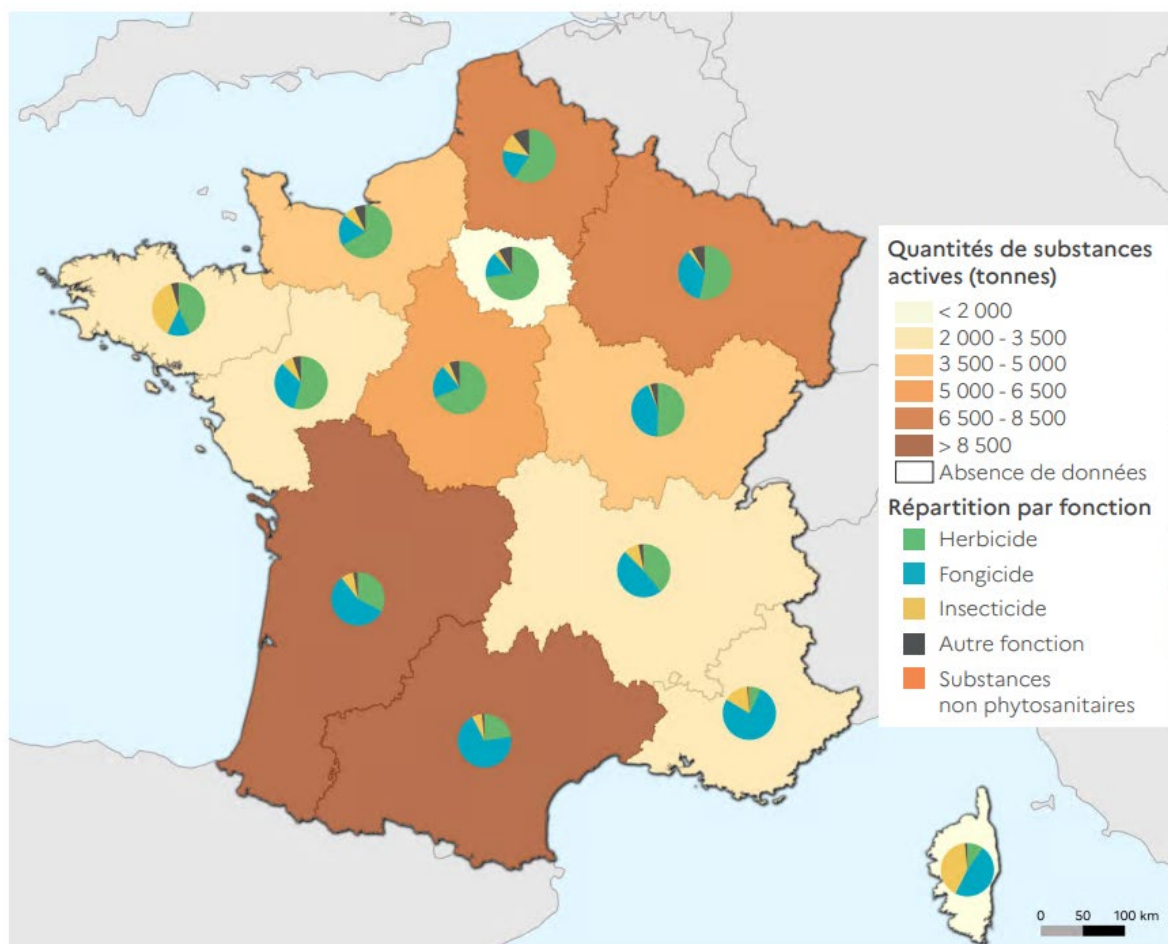 Quantités de substances
actives (tonnes)
< 2 000
2 000 - 3 500
3 500 - 5 000
5 000 - 6 500
6 500 - 8 500
> 8 500
Absence de données
Répartition par fonction
Herbicide
Fongicide
Insecticide
Autre fonction
Substances
non phytosanitaires
0 50 100 km